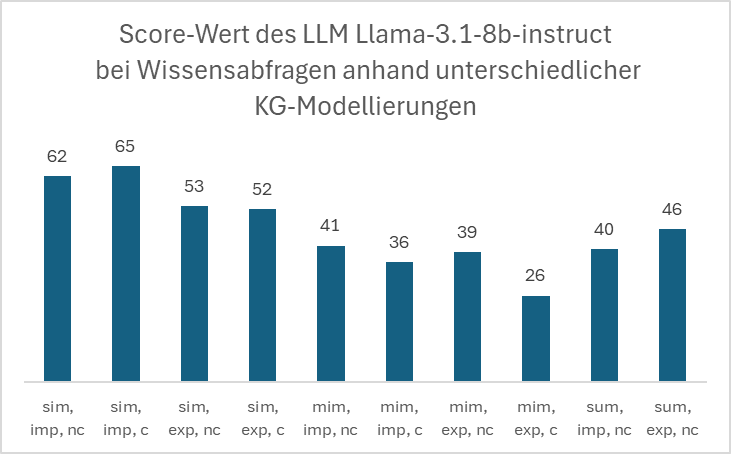 Score-Wert des LLM Llama-3.1-8b-instruct
bei Wissensabfragen anhand unterschiedlicher
KG-Modellierungen
62
65
53
52
41
36
39
26
40
46
sim,
imp, nc
sim,
imp, c
sim,
exp, nc
sim,
exp, c
mim,
imp, nc
mim,
imp, c
mim,
exp, nc
mim,
exp, c
sum,
imp, nc
sum,
exp, nc